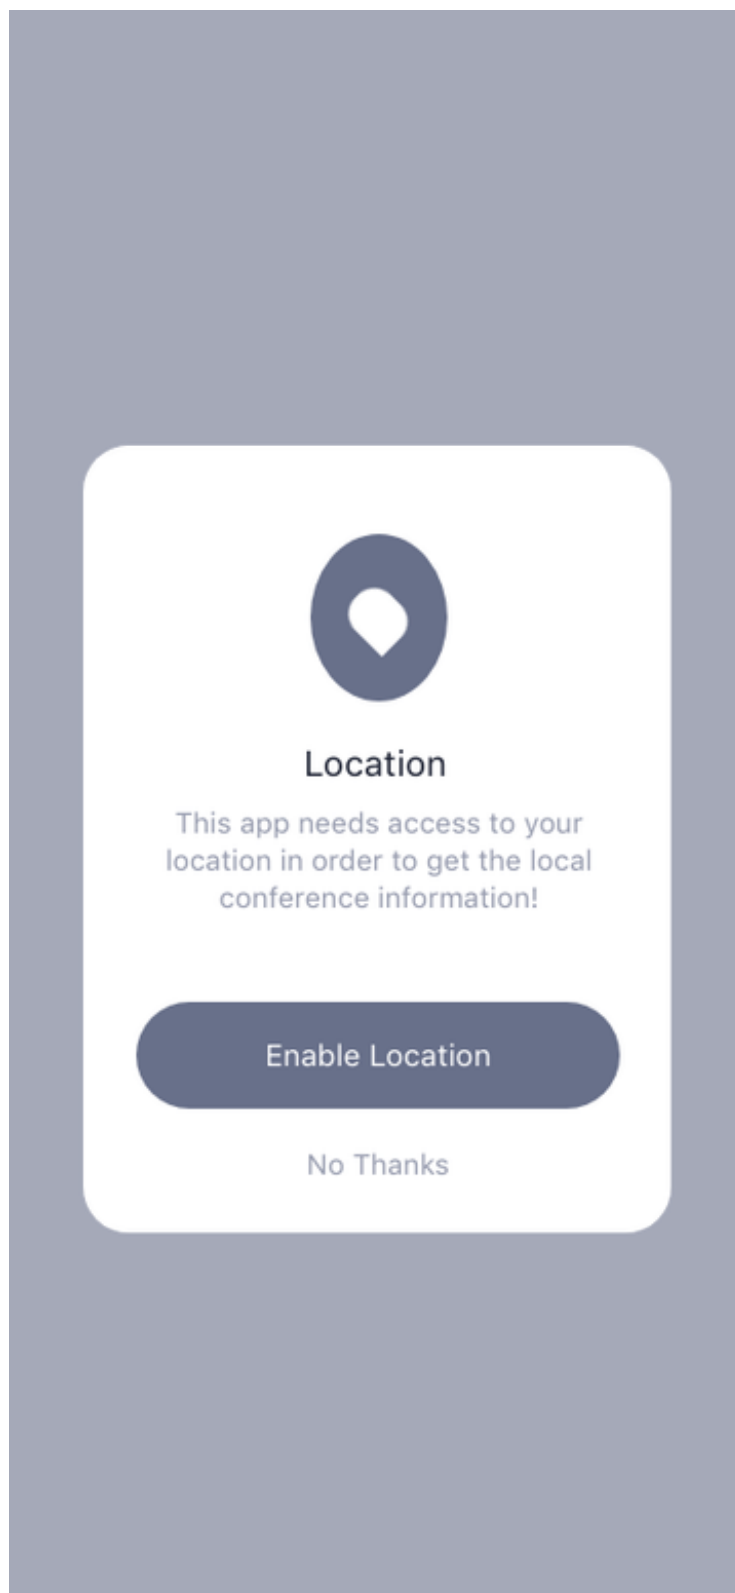 Location
This app needs access to your
location in order to get the local
conference information!
Enable Location
No Thanks